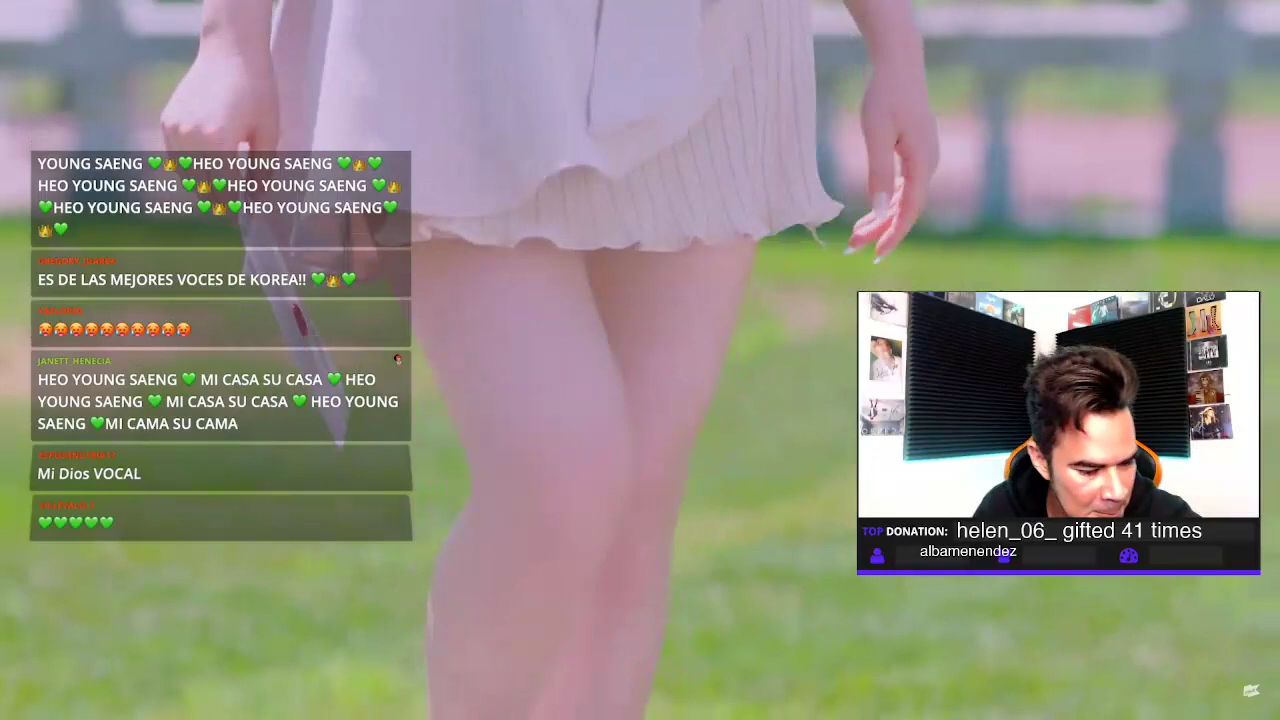 YOUNG SAENG 💚👑💚HEO YOUNG SAENG 💚👑💚
HEO YOUNG SAENG 💚👑💚HEO YOUNG SAENG 💚👑
💚HEO YOUNG SAENG 💚👑💚HEO YOUNG SAENG💚
👑💚
ES DE LAS MEJORES VOCES DE KOREA!! 💚👑💚
🥵🥵🥵🥵🥵🥵🥵🥵🥵🥵
JANETT HENECIA
HEO YOUNG SAENG 💚 MI CASA SU CASA 💚 HEO
YOUNG SAENG 💚 MI CASA SU CASA 💚 HEO YOUNG
SAENG 💚MI CAMA SU CAMA
Mi Dios VOCAL
💚💚💚💚💚
TOP DONATION: helen_06_ gifted 41 times
albamenendez